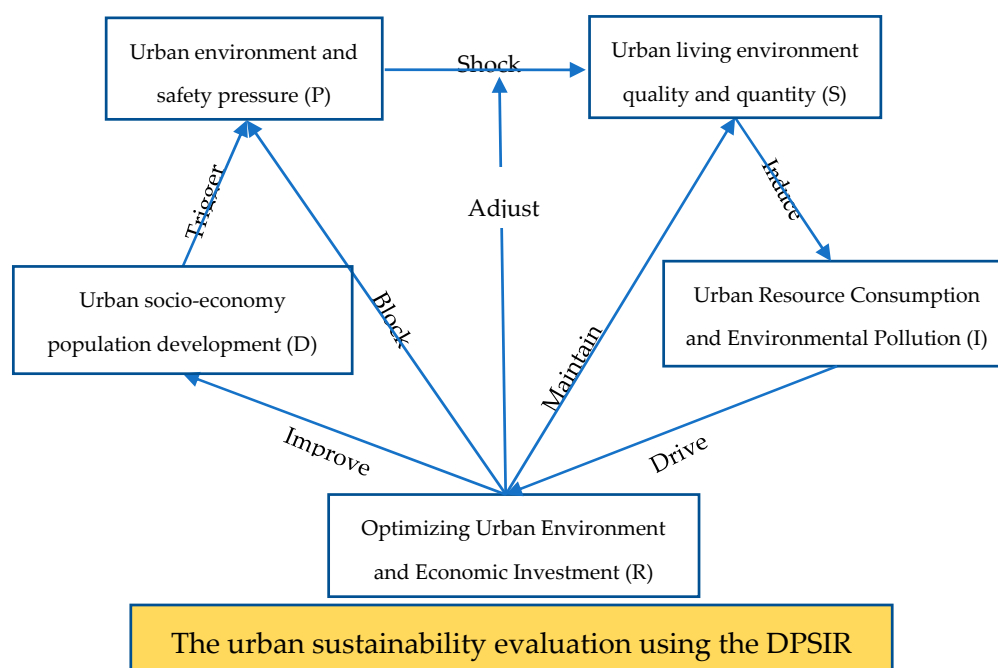 Urban environment and
safety pressure (P)
Shock
Urban living environment
quality and quantity (S)
Trigger
Induce
Adjust
Urban socio-economy
population development (D)
Block
Maintain
Urban Resource Consumption
and Environmental Pollution (I)
Improve
Drive
Optimizing Urban Environment
and Economic Investment (R)
The urban sustainability evaluation using the DPSIR